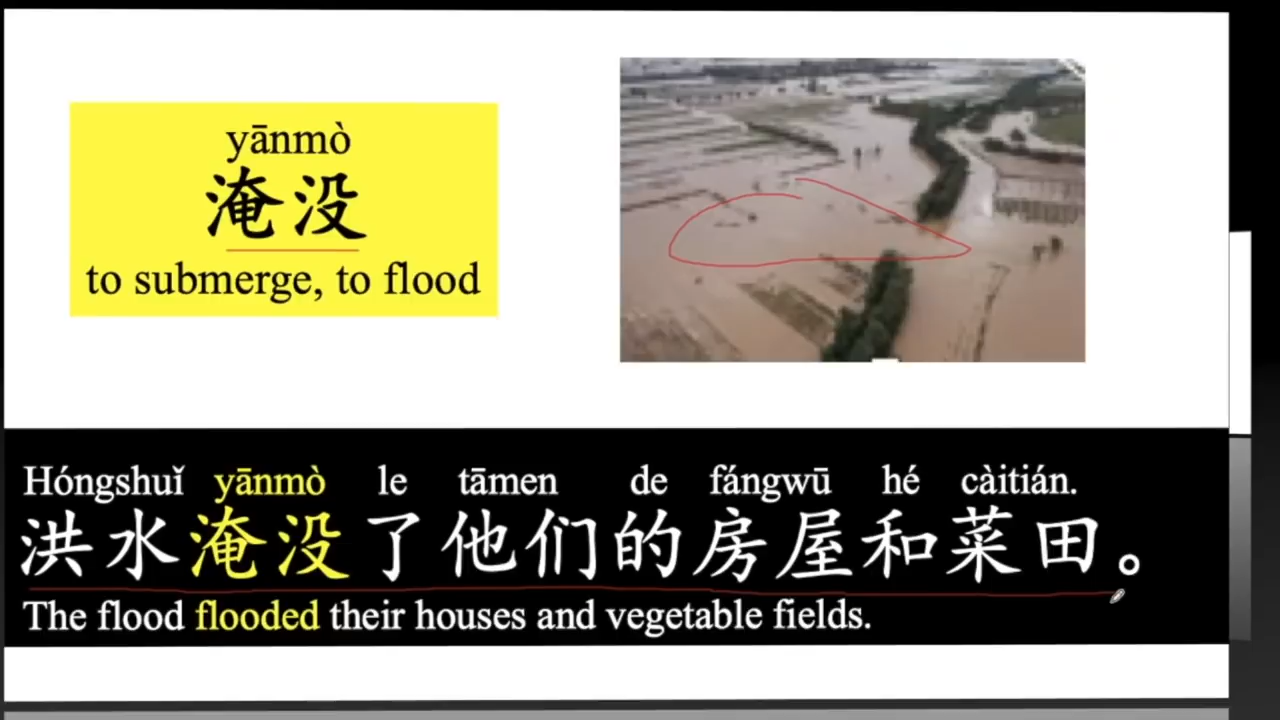 yānmò
淹没
to submerge, to flood
Hóngshuǐ yānmò le tāmen de fángwū hé càitián.
洪水淹没了他们的房屋和菜田。
The flood flooded their houses and vegetable fields.